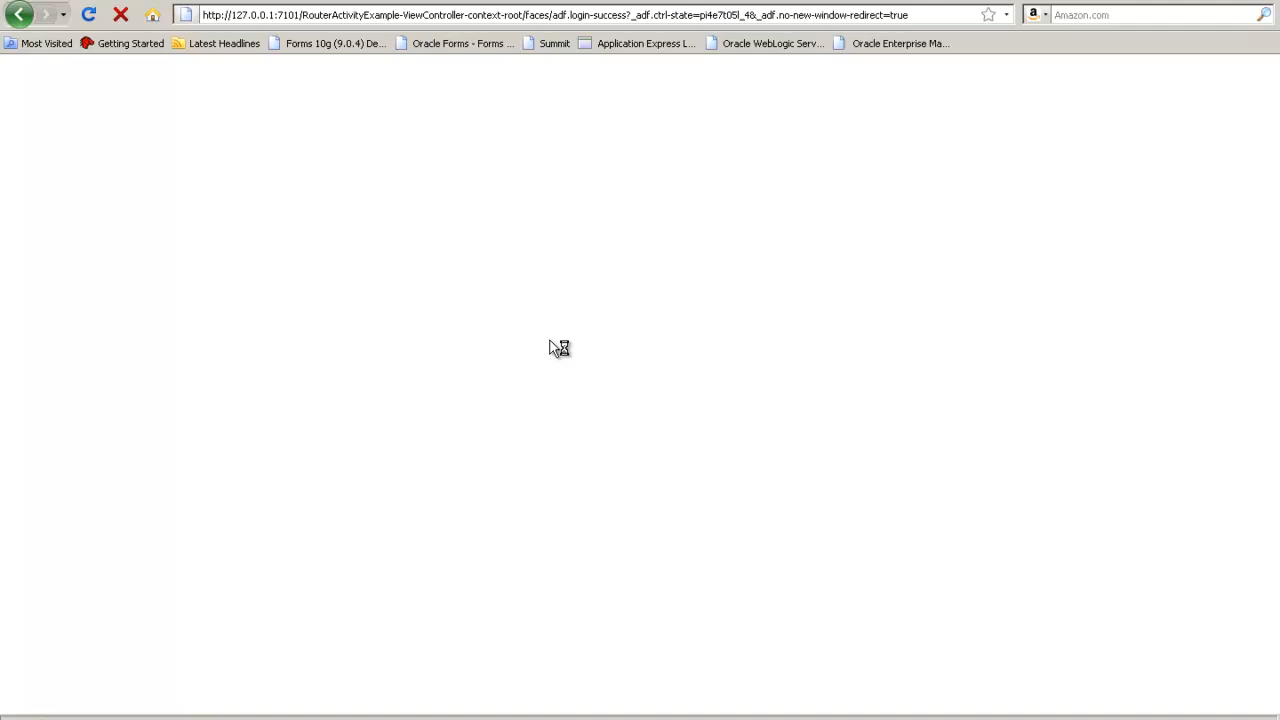 http://127.0.0.1:7101/RouterActivityExample-ViewController-context-root/faces/adf.login-success?_adf.ctrl-state=pi4e7t05l_4&_adf.no-new-window-redirect=true
Amazon.com
Most Visited Getting Started Latest Headlines Forms 10g (9.0.4) De... Oracle Forms - Forms ... Summit Application Express L... Oracle WebLogic Serv... Oracle Enterprise Ma...